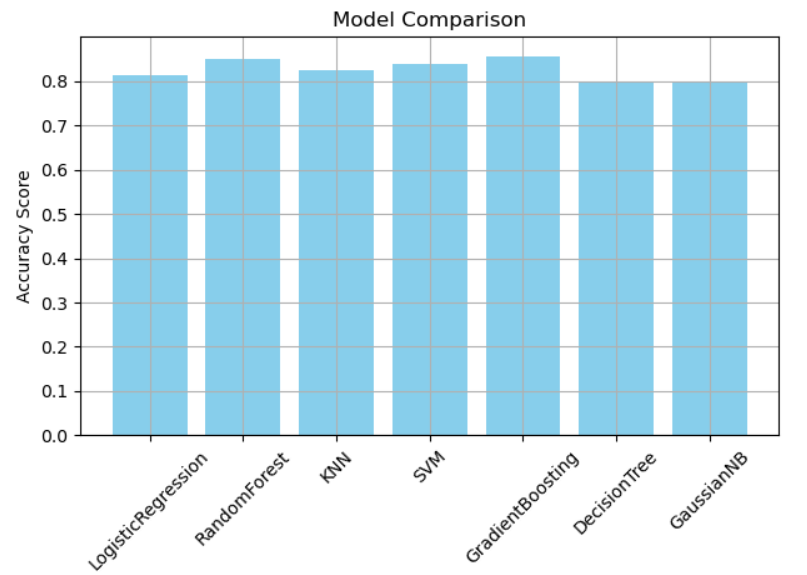 Model Comparison
Accuracy Score
0.8
0.7
0.6
0.5
0.4
0.3
0.2
0.1
0.0
LogisticRegression
RandomForest
KNN
SVM
GradientBoosting
DecisionTree
GaussianNB